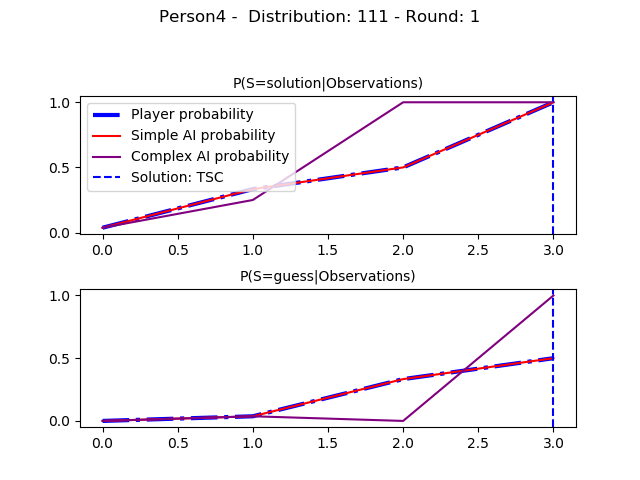 Person4 -  Distribution: 111 - Round: 1
P(S=solution|Observations)
1.0
0.5
0.0
Player probability
Simple AI probability
Complex AI probability
Solution: TSC
0.0 0.5 1.0 1.5 2.0 2.5 3.0
P(S=guess|Observations)
1.0
0.5
0.0
0.0 0.5 1.0 1.5 2.0 2.5 3.0